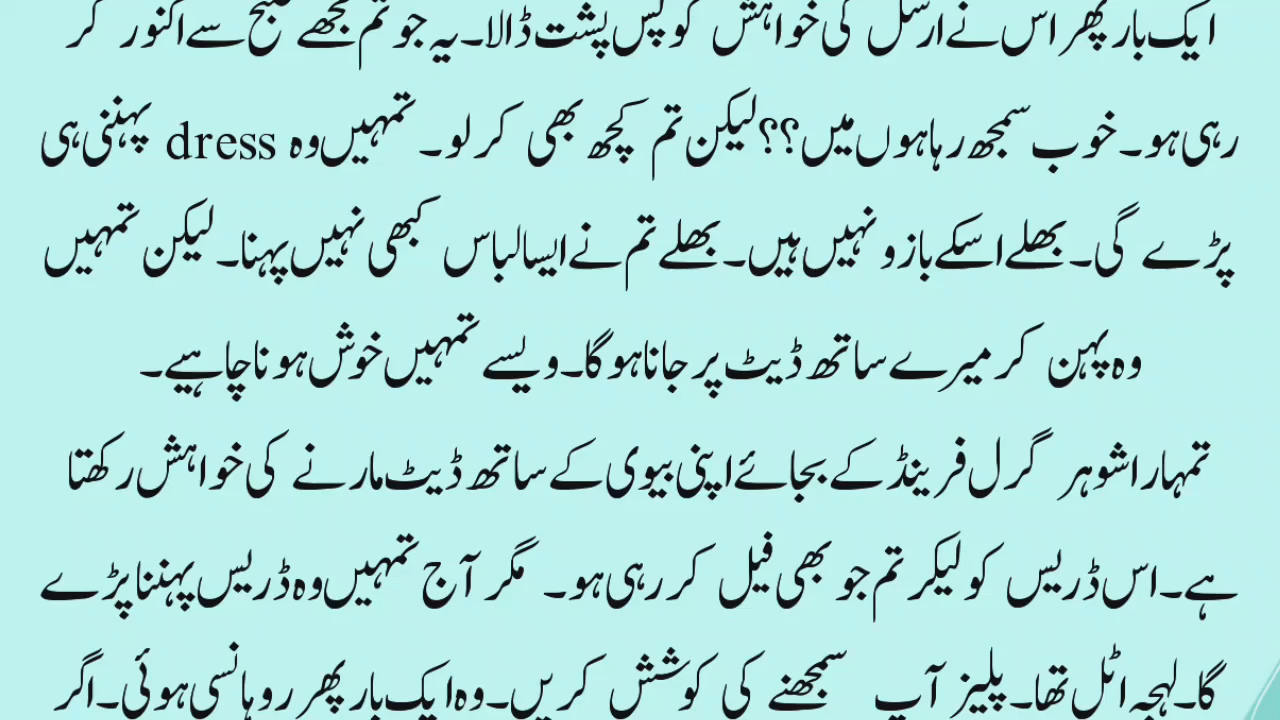 ایک بار پھر اس نے ارسل کی خواہش کو پس پشت ڈالا۔ یہ جو تم مجھے صبح سے اگنور کر
رہی ہو۔ خوب سمجھ رہا ہوں میں؟؟ لیکن تم کچھ بھی کر لو۔ تمہیں وہ dress پہننی ہی
پڑے گی۔ بھلے اسکے بازو نہیں ہیں۔ بھلے تم نے ایسا لباس کبھی نہیں پہنا۔ لیکن تمہیں
وہ پہن کر میرے ساتھ ڈیٹ پر جانا ہو گا۔ ویسے تمہیں خوش ہونا چاہیے۔
تمہارا شوہر گرل فرینڈ کے بجائے اپنی بیوی کے ساتھ ڈیٹ مارنے کی خواہش رکھتا
ہے۔ اس ڈریس کو لیکر تم جو بھی فیل کر رہی ہو۔ مگر آج تمہیں وہ ڈریس پہننا پڑے
گا۔ لہجہ اٹل تھا۔ پلیز آپ سمجھنے کی کوشش کریں۔ وہ ایک بار پھر روہانسی ہوئی۔ اگر